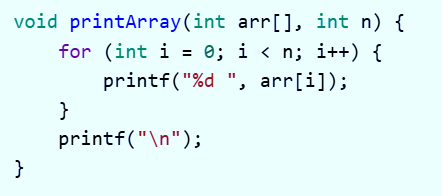 void printArray(int arr[], int n) {
    for (int i = 0; i < n; i++) {
        printf("%d ", arr[i]);
    }
    printf("\n");
}